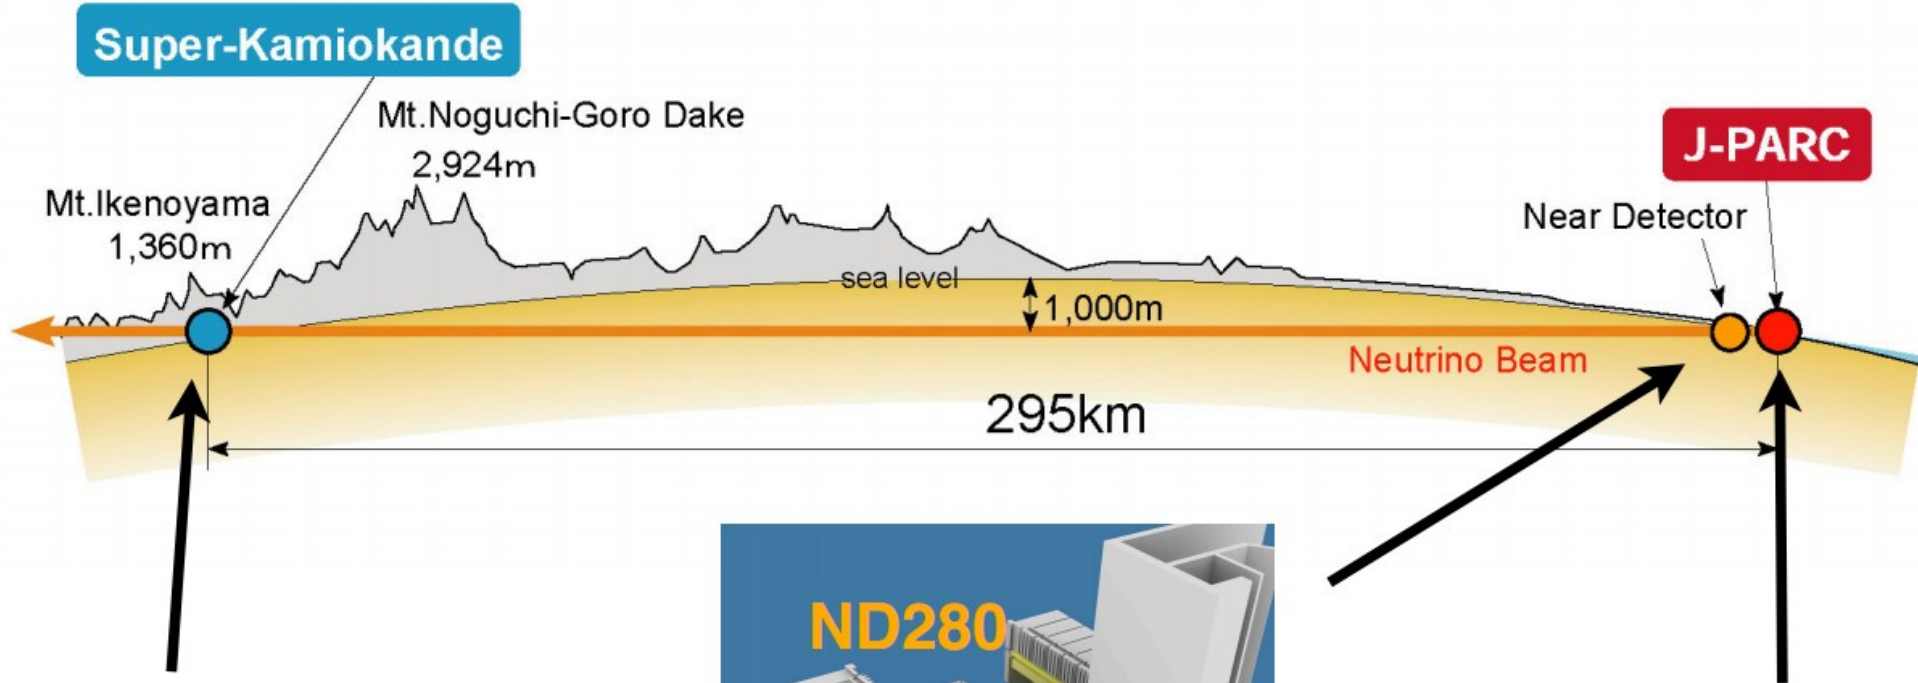 Super-Kamiokande
Mt.Noguchi-Goro Dake
2,924m
Mt.Ikenoyama
1,360m
J-PARC
Near Detector
sea level
1,000m
Neutrino Beam
295km
ND280